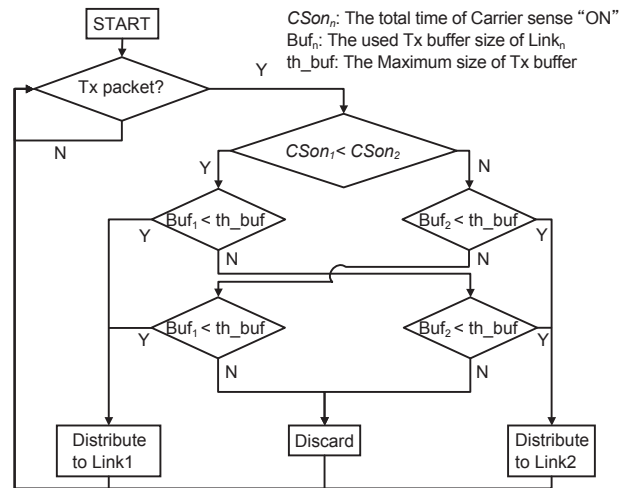 START
CSonₙ: The total time of Carrier sense “ON”
Bufₙ: The used Tx buffer size of Linkₙ
th_buf: The Maximum size of Tx buffer
Y
Tx packet?
N
CSon₁< CSon₂
Y
N
Buf₁ < th_buf
Buf₂ < th_buf
Y
Y
N
N
Buf₁ < th_buf
Buf₂ < th_buf
Y
Y
N
N
Distribute
to Link1
Discard
Distribute
to Link2